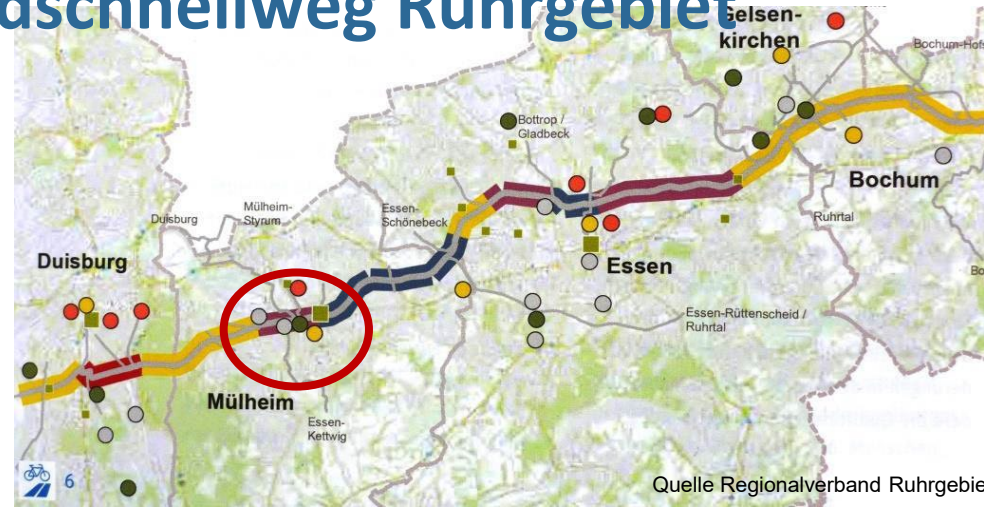 dschnellweg Ruhrgebiet
Gelsen-
kirchen
Bochum-Hofs
Bottrop /
Gladbeck
Bochum
Mülheim-
Styrum
Essen-
Schönebeck
Duisburg
Ruhrtal
Duisburg
Essen
Bo
Essen-Rüttenscheid /
Ruhrtal
Mülheim
Essen-
Kettwig
6
Quelle Regionalverband Ruhrgebie